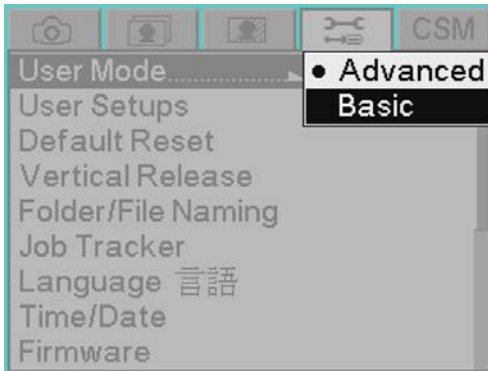 CSM
User Mode................
• Advanced
Basic
User Setups
Default Reset
Vertical Release
Folder/File Naming
Job Tracker
Language 言語
Time/Date
Firmware